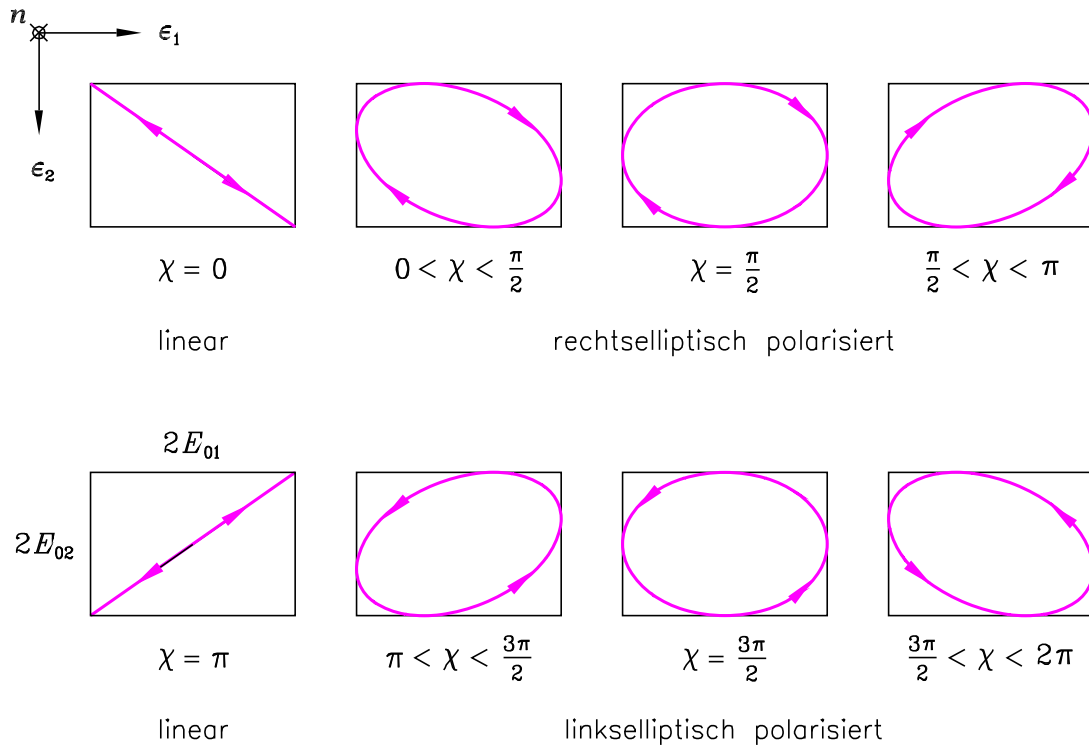 n
ϵ₁
ϵ₂
χ = 0
0 < χ < π/2
χ = π/2
π/2 < χ < π
linear
rechtselliptisch polarisiert
2E₀₁
2E₀₂
χ = π
π < χ < 3π/2
χ = 3π/2
3π/2 < χ < 2π
linear
linkselliptisch polarisiert